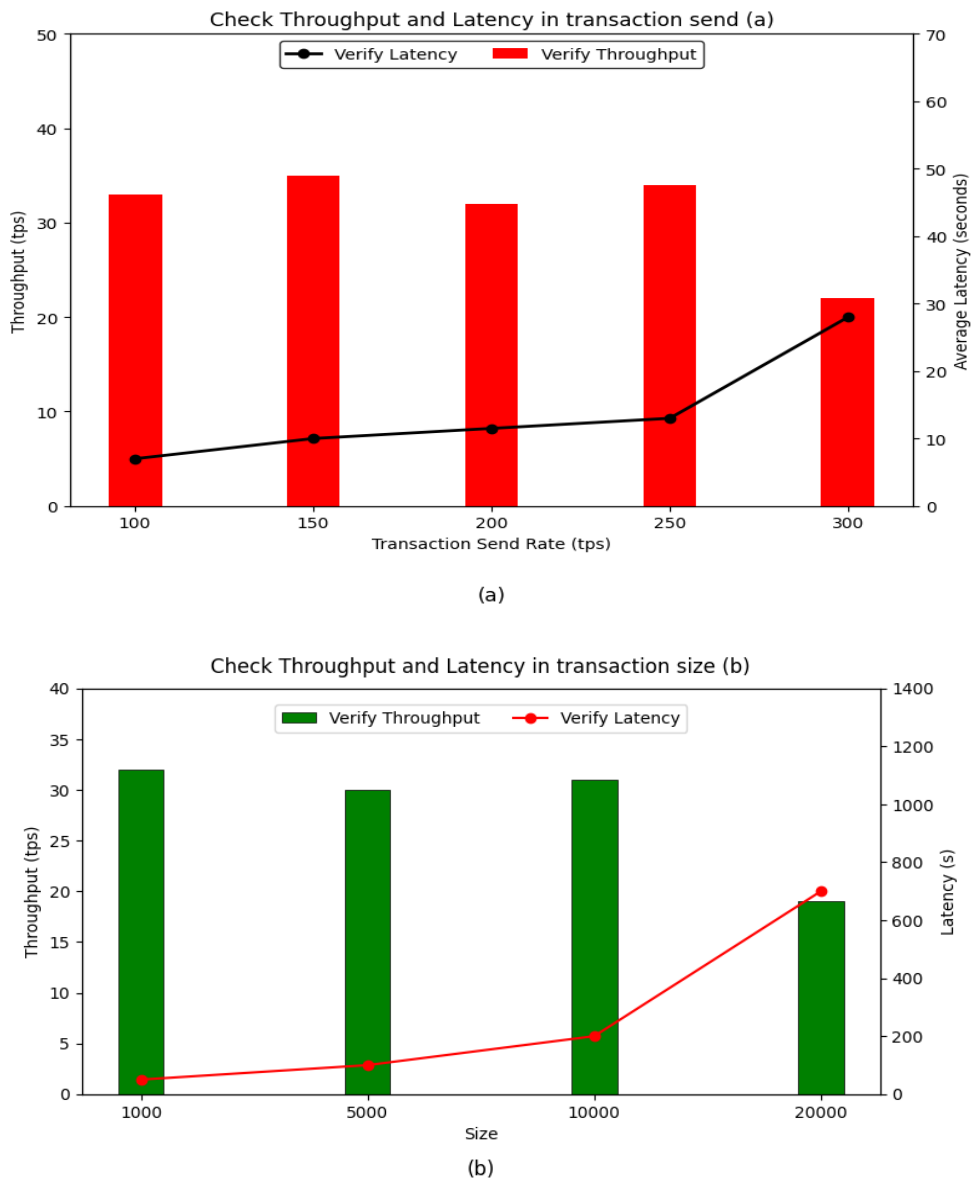 Check Throughput and Latency in transaction send (a)
Verify Latency
Verify Throughput
50
40
30
20
10
0
Throughput (tps)
70
60
50
40
30
20
10
0
Average Latency (seconds)
100 150 200 250 300
Transaction Send Rate (tps)
(a)
Check Throughput and Latency in transaction size (b)
Verify Throughput
Verify Latency
40
35
30
25
20
15
10
5
0
Throughput (tps)
1400
1200
1000
800
600
400
200
0
Latency (s)
1000 5000 10000 20000
Size
(b)